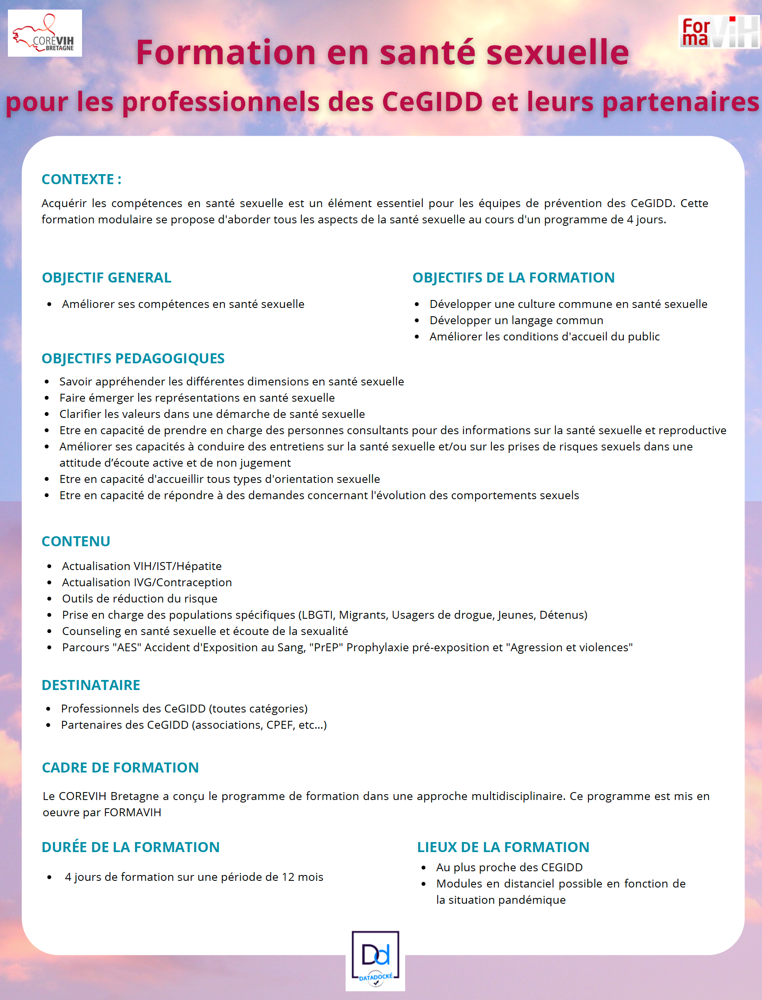 COREVIH
BRETAGNE
For
ma
ViH
Formation en santé sexuelle
pour les professionnels des CeGIDD et leurs partenaires
CONTEXTE :
Acquérir les compétences en santé sexuelle est un élément essentiel pour les équipes de prévention des CeGIDD. Cette
formation modulaire se propose d'aborder tous les aspects de la santé sexuelle au cours d'un programme de 4 jours.
OBJECTIF GENERAL
• Améliorer ses compétences en santé sexuelle
OBJECTIFS DE LA FORMATION
• Développer une culture commune en santé sexuelle
• Développer un langage commun
• Améliorer les conditions d'accueil du public
OBJECTIFS PEDAGOGIQUES
• Savoir appréhender les différentes dimensions en santé sexuelle
• Faire émerger les représentations en santé sexuelle
• Clarifier les valeurs dans une démarche de santé sexuelle
• Etre en capacité de prendre en charge des personnes consultants pour des informations sur la santé sexuelle et reproductive
• Améliorer ses capacités à conduire des entretiens sur la santé sexuelle et/ou sur les prises de risques sexuels dans une
attitude d’écoute active et de non jugement
• Etre en capacité d'accueillir tous types d'orientation sexuelle
• Etre en capacité de répondre à des demandes concernant l'évolution des comportements sexuels
CONTENU
• Actualisation VIH/IST/Hépatite
• Actualisation IVG/Contraception
• Outils de réduction du risque
• Prise en charge des populations spécifiques (LBGTI, Migrants, Usagers de drogue, Jeunes, Détenus)
• Counseling en santé sexuelle et écoute de la sexualité
• Parcours "AES" Accident d'Exposition au Sang, "PrEP" Prophylaxie pré-exposition et "Agression et violences"
DESTINATAIRE
• Professionnels des CeGIDD (toutes catégories)
• Partenaires des CeGIDD (associations, CPEF, etc...)
CADRE DE FORMATION
Le COREVIH Bretagne a conçu le programme de formation dans une approche multidisciplinaire. Ce programme est mis en
oeuvre par FORMAVIH
DURÉE DE LA FORMATION
• 4 jours de formation sur une période de 12 mois
LIEUX DE LA FORMATION
• Au plus proche des CEGIDD
• Modules en distanciel possible en fonction de
la situation pandémique
Dd
DATADOCKÉ